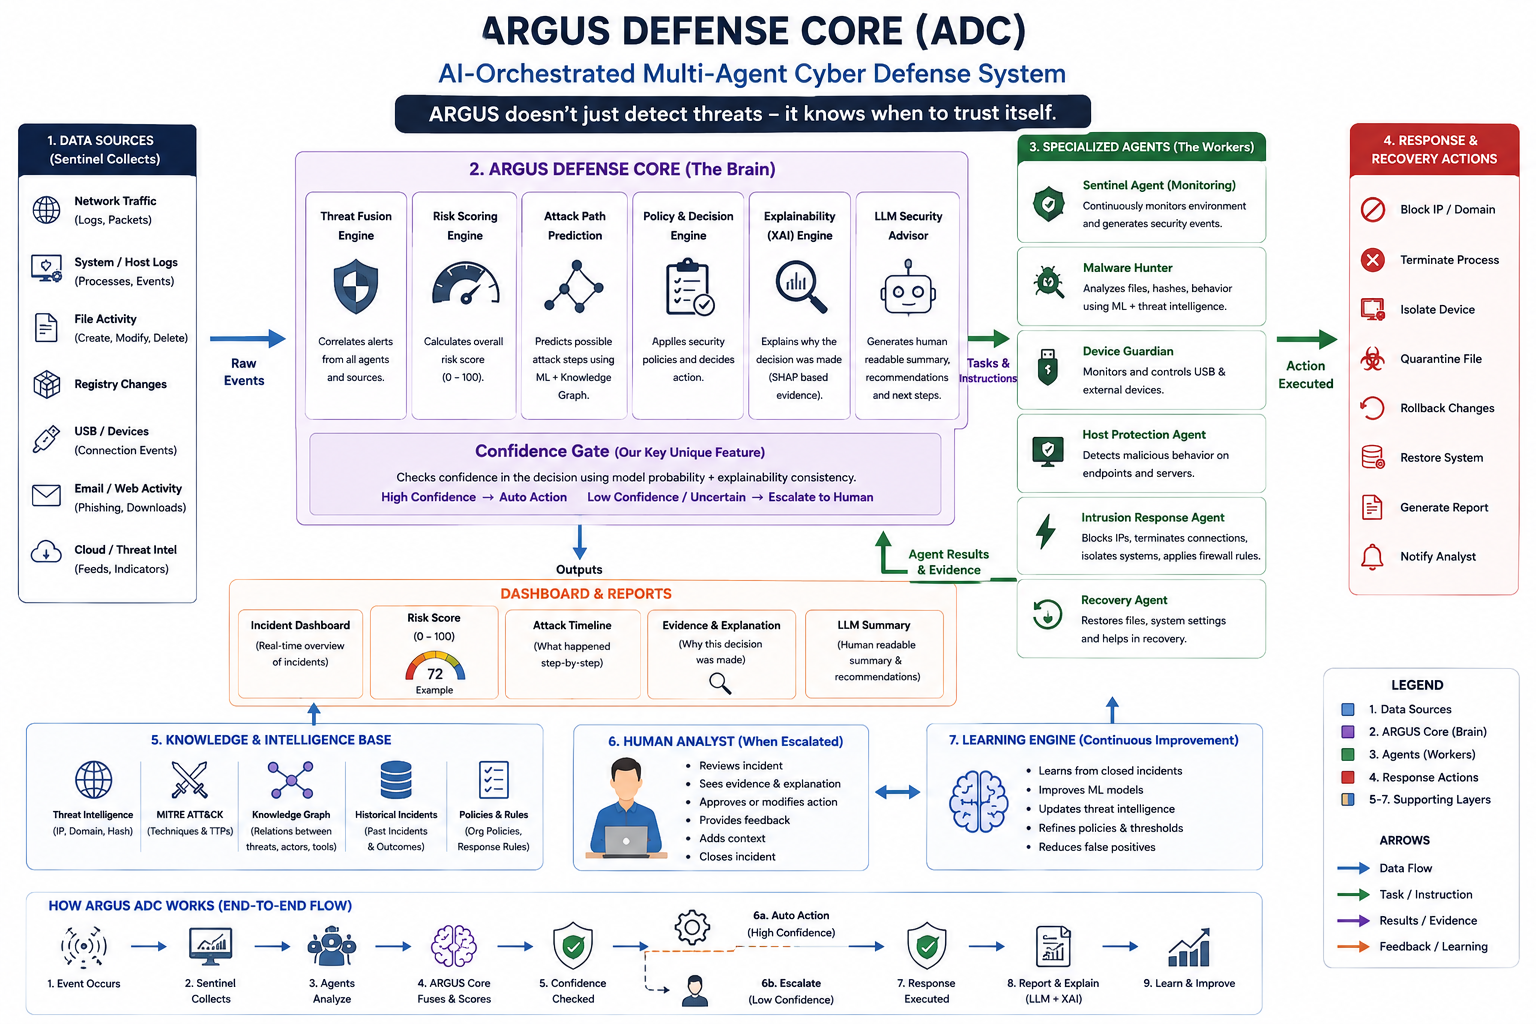 ARGUS DEFENSE CORE (ADC)
AI-Orchestrated Multi-Agent Cyber Defense System
ARGUS doesn't just detect threats – it knows when to trust itself.
1. DATA SOURCES
(Sentinel Collects)
Network Traffic
(Logs, Packets)
System / Host Logs
(Processes, Events)
File Activity
(Create, Modify, Delete)
Registry Changes
USB / Devices
(Connection Events)
Email / Web Activity
(Phishing, Downloads)
Cloud / Threat Intel
(Feeds, Indicators)
Raw
Events
2. ARGUS DEFENSE CORE (The Brain)
Threat Fusion
Engine
Correlates alerts
from all agents
and sources.
Risk Scoring
Engine
Calculates overall
risk score
(0 – 100).
Attack Path
Prediction
Predicts possible
attack steps using
ML + Knowledge
Graph.
Policy & Decision
Engine
Applles security
policies and decides
action.
Explainability
(XAI) Engine
Explains why the
decision was made
(SHAP based
evidence).
LLM Security
Advisor
Generates human
readable summary,
recommendations
and next steps.
Confidence Gate (Our Key Unique Feature)
Checks confidence in the decision using model probability + explainability consistency.
High Confidence → Auto Action Low Confidence / Uncertain → Escalate to Human
Tasks &
Instructions
3. SPECIALIZED AGENTS (The Workers)
Sentinel Agent (Monitoring)
Continuously monitors environment
and generates security events.
Malware Hunter
Analyzes files, hashes, behavior
using ML + threat intelligence.
Device Guardian
Monitors and controls USB &
external devices.
Host Protection Agent
Detects malicious behavior on
endpoints and servers.
Intrusion Response Agent
Blocks IPs, terminates connections,
isolates systems, applies firewall rules.
Recovery Agent
Restores files, system settings
and helps in recovery.
Action
Executed
4. RESPONSE &
RECOVERY ACTIONS
Block IP / Domain
Terminate Process
Isolate Device
Quarantine File
Rollback Changes
Restore System
Generate Report
Notify Analyst
Outputs
Agent Results
& Evidence
DASHBOARD & REPORTS
Incident Dashboard
(Real-time overview
of incidents)
Risk Score
(0 – 100)
72
Example
Attack Timeline
(What happened
step-by-step)
Evidence & Explanation
(Why this decision
was made)
LLM Summary
(Human readable
summary &
recommendations)
5. KNOWLEDGE & INTELLIGENCE BASE
Threat Intelligence
(IP, Domain, Hash)
MITRE ATT&CK
(Techniques & TTPs)
Knowledge Graph
(Relations between
threats, actors, tools)
Historical Incidents
(Past Incidents
& Outcomes)
Policies & Rules
(Org Policies,
Response Rules)
6. HUMAN ANALYST (When Escalated)
• Reviews incident
• Sees evidence & explanation
• Approves or modifies action
• Provides feedback
• Adds context
• Closes incident
7. LEARNING ENGINE (Continuous Improvement)
• Learns from closed incidents
• Improves ML models
• Updates threat intelligence
• Refines policies & thresholds
• Reduces false positives
LEGEND
1. Data Sources
2. ARGUS Core (Brain)
3. Agents (Workers)
4. Response Actions
5-7. Supporting Layers
ARROWS
Data Flow
Task / Instruction
Results / Evidence
Feedback / Learning
HOW ARGUS ADC WORKS (END-TO-END FLOW)
1. Event Occurs
2. Sentinel
Collects
3. Agents
Analyze
4. ARGUS Core
Fuses & Scores
5. Confidence
Checked
6a. Auto Action
(High Confidence)
6b. Escalate
(Low Confidence)
7. Response
Executed
8. Report & Explain
(LLM + XAI)
9. Learn & Improve